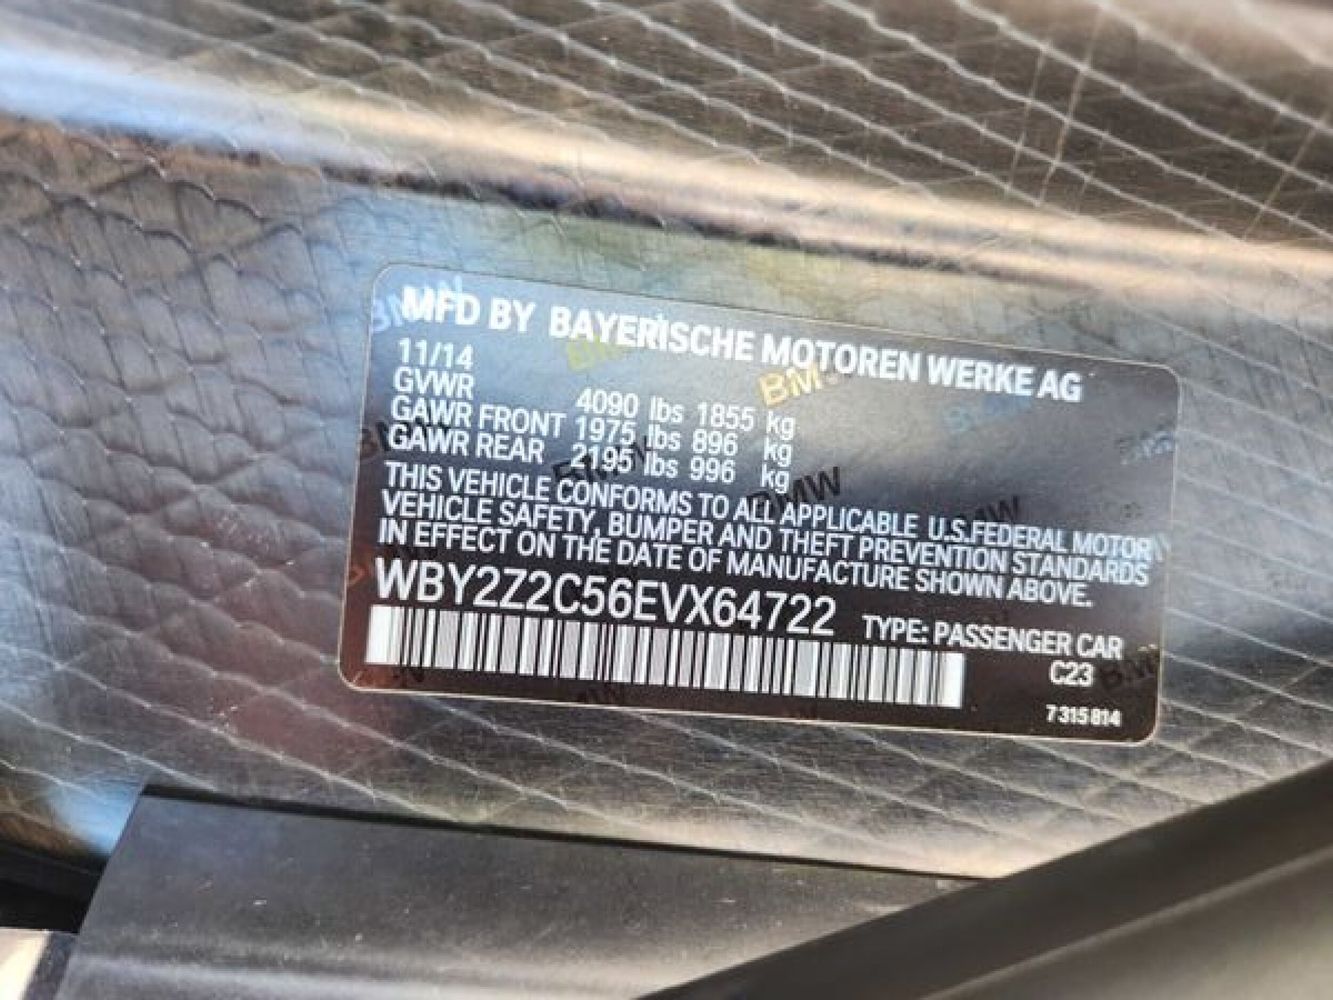 MFD BY BAYERISCHE MOTOREN WERKE AG
11/14
GVWR 4090 lbs 1855 kg
GAWR FRONT 1975 lbs 896 kg
GAWR REAR 2195 lbs 996 kg
THIS VEHICLE CONFORMS TO ALL APPLICABLE U.S.FEDERAL MOTOR
VEHICLE SAFETY, BUMPER AND THEFT PREVENTION STANDARDS
IN EFFECT ON THE DATE OF MANUFACTURE SHOWN ABOVE.
WBY2Z2C56EVX64722 TYPE: PASSENGER CAR
C23
7 315 814
BMW